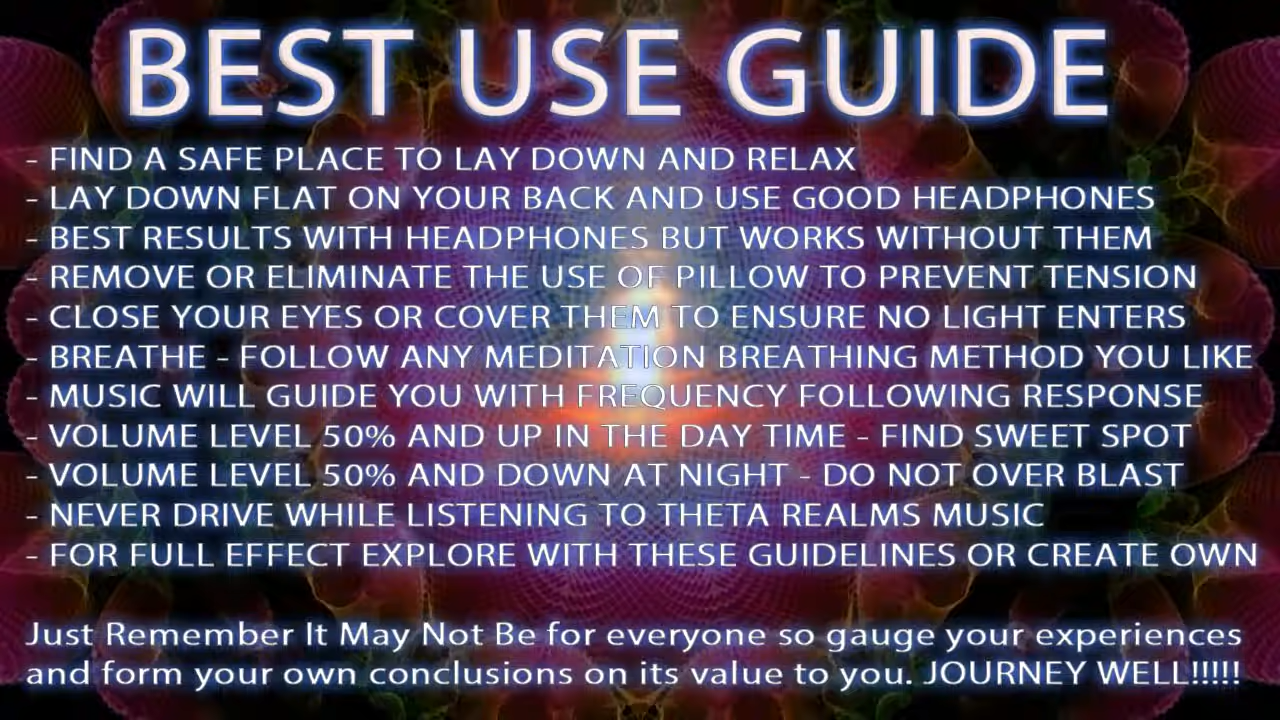 BEST USE GUIDE
- FIND A SAFE PLACE TO LAY DOWN AND RELAX
- LAY DOWN FLAT ON YOUR BACK AND USE GOOD HEADPHONES
- BEST RESULTS WITH HEADPHONES BUT WORKS WITHOUT THEM
- REMOVE OR ELIMINATE THE USE OF PILLOW TO PREVENT TENSION
- CLOSE YOUR EYES OR COVER THEM TO ENSURE NO LIGHT ENTERS
- BREATHE - FOLLOW ANY MEDITATION BREATHING METHOD YOU LIKE
- MUSIC WILL GUIDE YOU WITH FREQUENCY FOLLOWING RESPONSE
- VOLUME LEVEL 50% AND UP IN THE DAY TIME - FIND SWEET SPOT
- VOLUME LEVEL 50% AND DOWN AT NIGHT - DO NOT OVER BLAST
- NEVER DRIVE WHILE LISTENING TO THETA REALMS MUSIC
- FOR FULL EFFECT EXPLORE WITH THESE GUIDELINES OR CREATE OWN
Just Remember It May Not Be for everyone so gauge your experiences
and form your own conclusions on its value to you. JOURNEY WELL!!!!!